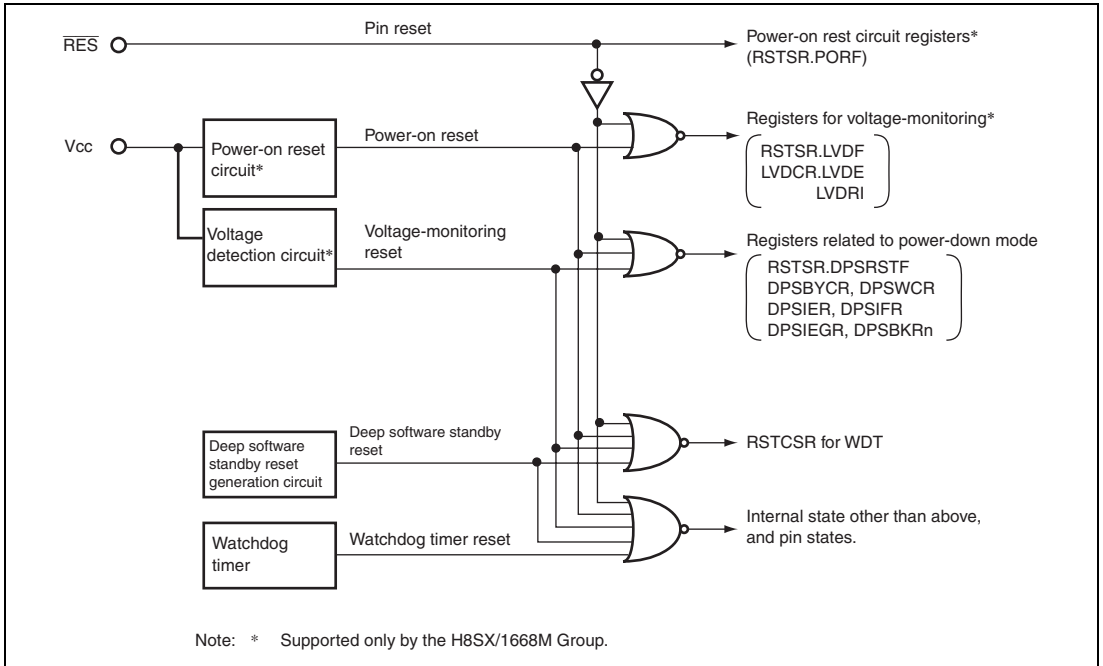 Pin reset
RES
Power-on rest circuit registers*
(RSTSR.PORF)
Vcc
Power-on reset
circuit*
Power-on reset
Registers for voltage-monitoring*
RSTSR.LVDF
LVDCR.LVDE
LVDRI
Voltage
detection circuit*
Voltage-monitoring
reset
Registers related to power-down mode
RSTSR.DPSRSTF
DPSBYCR, DPSWCR
DPSIER, DPSIFR
DPSIEGR, DPSBKRn
Deep software
standby reset
generation circuit
Deep software standby
reset
RSTCSR for WDT
Watchdog
timer
Watchdog timer reset
Internal state other than above,
and pin states.
Note: * Supported only by the H8SX/1668M Group.